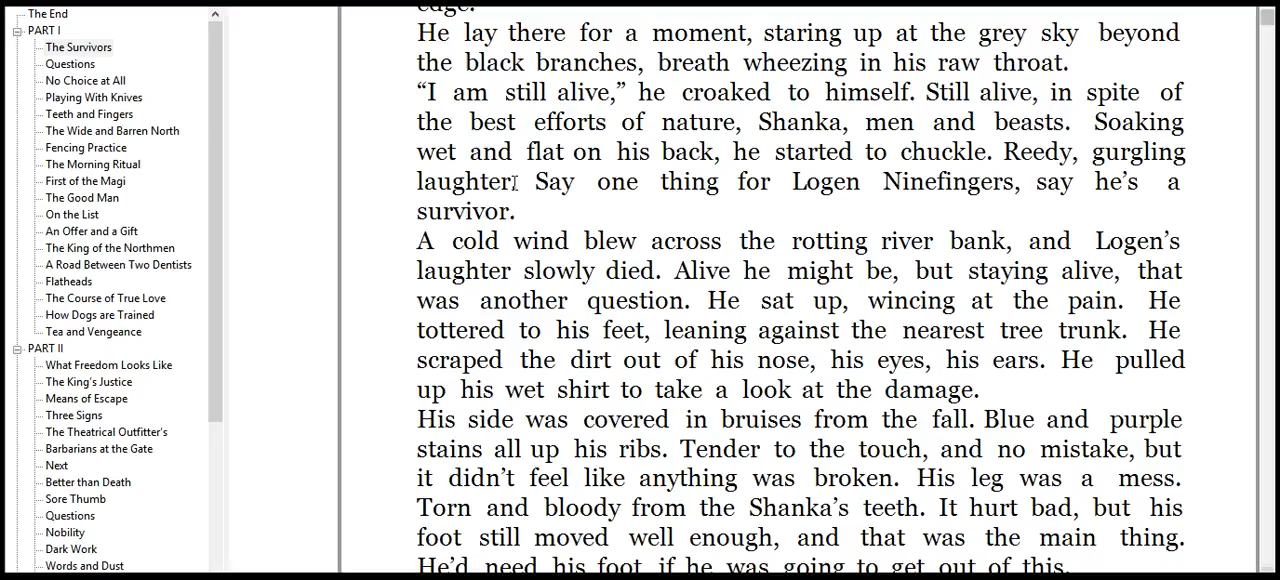 The End
PART I
The Survivors
Questions
No Choice at All
Playing With Knives
Teeth and Fingers
The Wide and Barren North
Fencing Practice
The Morning Ritual
First of the Magi
The Good Man
On the List
An Offer and a Gift
The King of the Northmen
A Road Between Two Dentists
Flatheads
The Course of True Love
How Dogs are Trained
Tea and Vengeance
PART II
What Freedom Looks Like
The King's Justice
Means of Escape
Three Signs
The Theatrical Outfitter's
Barbarians at the Gate
Next
Better than Death
Sore Thumb
Questions
Nobility
Dark Work
Words and Dust
edge.
He lay there for a moment, staring up at the grey sky beyond
the black branches, breath wheezing in his raw throat.
“I am still alive,” he croaked to himself. Still alive, in spite of
the best efforts of nature, Shanka, men and beasts. Soaking
wet and flat on his back, he started to chuckle. Reedy, gurgling
laughter. Say one thing for Logen Ninefingers, say he’s a
survivor.
A cold wind blew across the rotting river bank, and Logen’s
laughter slowly died. Alive he might be, but staying alive, that
was another question. He sat up, wincing at the pain. He
tottered to his feet, leaning against the nearest tree trunk. He
scraped the dirt out of his nose, his eyes, his ears. He pulled
up his wet shirt to take a look at the damage.
His side was covered in bruises from the fall. Blue and purple
stains all up his ribs. Tender to the touch, and no mistake, but
it didn’t feel like anything was broken. His leg was a mess.
Torn and bloody from the Shanka’s teeth. It hurt bad, but his
foot still moved well enough, and that was the main thing.
He’d need his foot if he was going to get out of this.